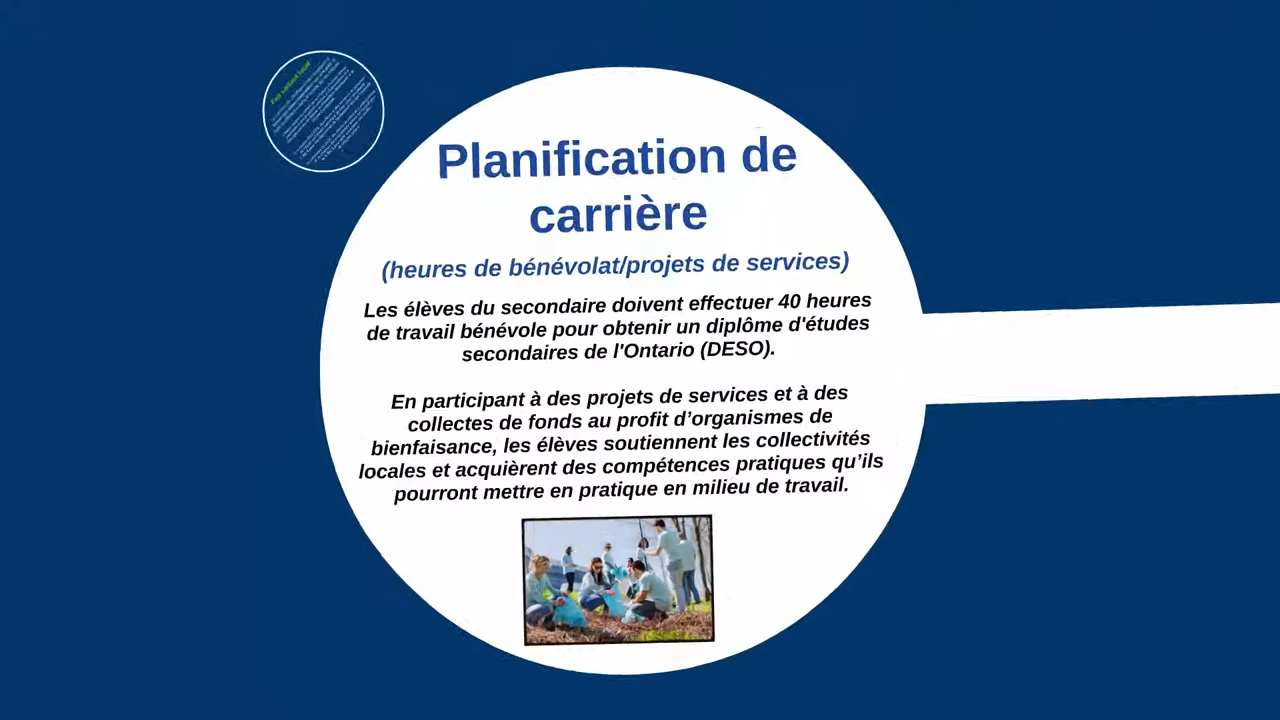 Planification de
carrière
(heures de bénévolat/projets de services)
Les élèves du secondaire doivent effectuer 40 heures
de travail bénévole pour obtenir un diplôme d'études
secondaires de l'Ontario (DESO).
En participant à des projets de services et à des
collectes de fonds au profit d’organismes de
bienfaisance, les élèves soutiennent les collectivités
locales et acquièrent des compétences pratiques qu’ils
pourront mettre en pratique en milieu de travail.